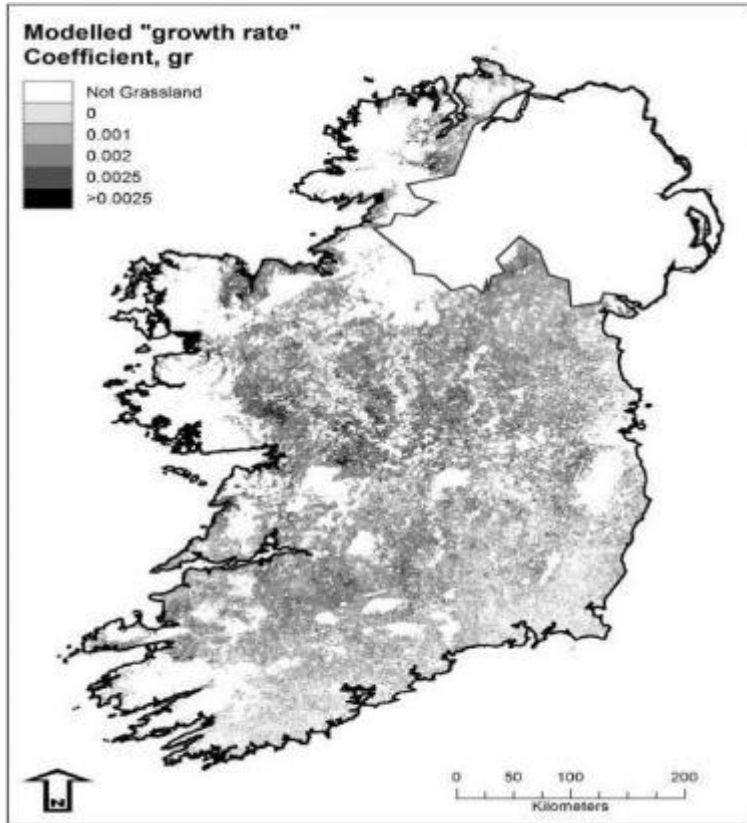 Modelled "growth rate"
Coefficient, gr
Not Grassland
0
0.001
0.002
0.0025
>0.0025
N
0 50 100 200
Kilometers